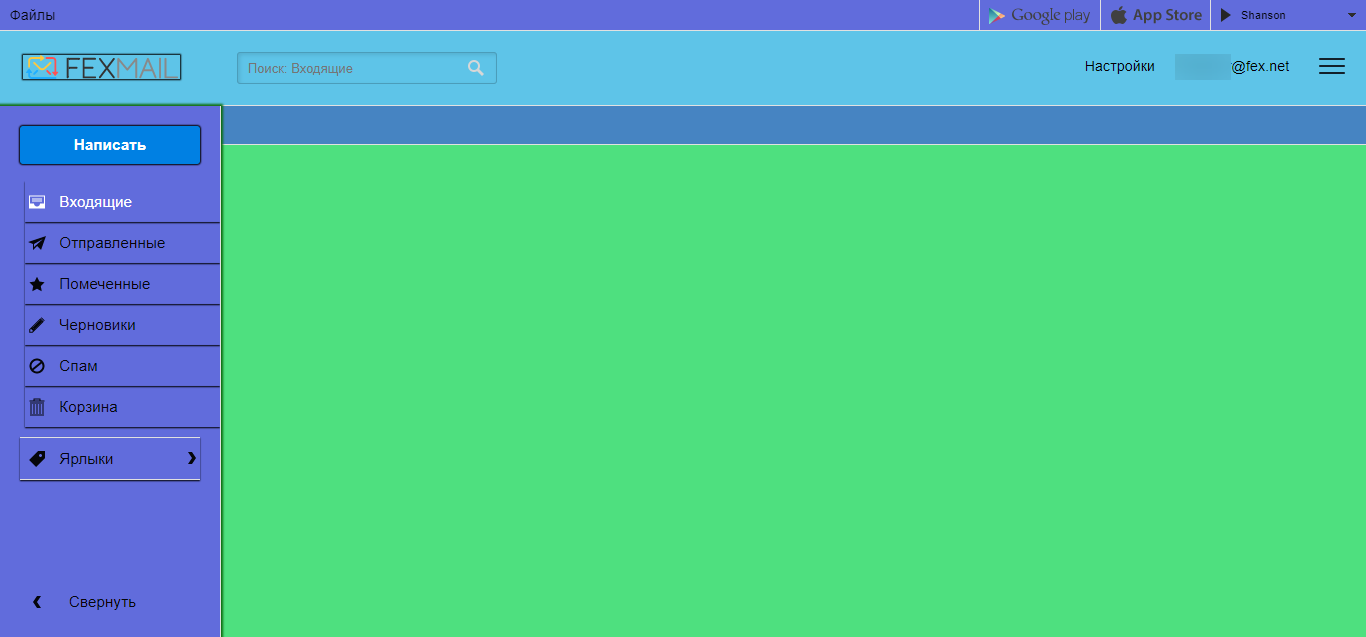 Файлы
Google play
App Store
Shanson
FEXMAIL
Поиск: Входящие
Настройки
@fex.net
Написать
Входящие
Отправленные
Помеченные
Черновики
Спам
Корзина
Ярлыки
Свернуть